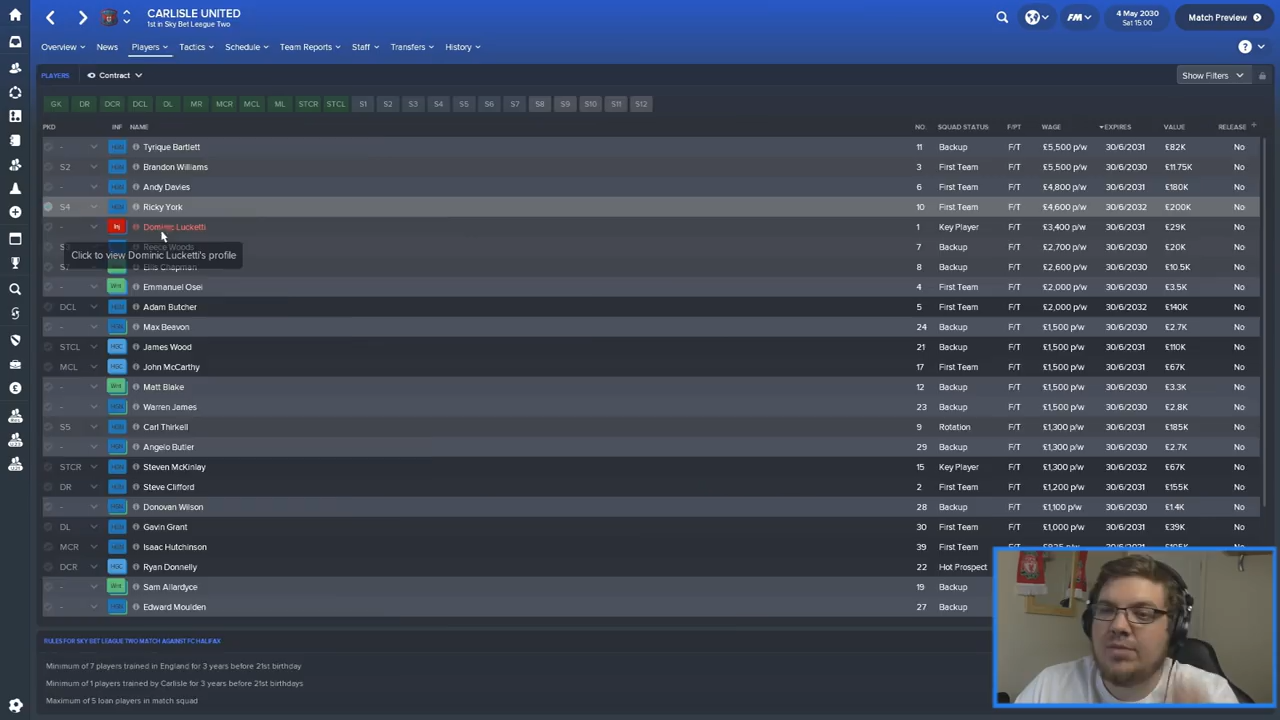 CARLISLE UNITED
1st in Sky Bet League Two
FM
4 May 2030
Sat 15:00
Match Preview
Overview News Players Tactics Schedule Team Reports Staff Transfers History
?
PLAYERS Contract Show Filters
GK DR DCR DCL DL MR MCR MCL ML STCR STCL S1 S2 S3 S4 S5 S6 S7 S8 S9 S10 S11 S12
PKD INF NAME NO. SQUAD STATUS F/PT WAGE EXPIRES VALUE RELEASE
- Tyrique Bartlett 11 Backup F/T £5,500 p/w 30/6/2031 £82K No
S2 Brandon Williams 3 First Team F/T £5,500 p/w 30/6/2031 £11.75K No
- Andy Davies 6 First Team F/T £4,800 p/w 30/6/2031 £180K No
S4 Ricky York 10 First Team F/T £4,600 p/w 30/6/2032 £200K No
- Inj Dominic Lucketti 1 Key Player F/T £3,400 p/w 30/6/2031 £29K No
Reece Woods 7 Backup F/T £2,700 p/w 30/6/2030 £20K No
Click to view Dominic Lucketti's profile
Ellis Chapman 8 Backup F/T £2,600 p/w 30/6/2030 £10.5K No
- Wnt Emmanuel Osei 4 First Team F/T £2,000 p/w 30/6/2030 £3.5K No
DCL Adam Butcher 5 First Team F/T £2,000 p/w 30/6/2032 £140K No
- Max Beavon 24 Backup F/T £1,500 p/w 30/6/2030 £2.7K No
STCL HGC James Wood 21 Backup F/T £1,500 p/w 30/6/2031 £110K No
MCL HGC John McCarthy 17 First Team F/T £1,500 p/w 30/6/2031 £67K No
- Wnt Matt Blake 12 Backup F/T £1,500 p/w 30/6/2030 £3.3K No
- Warren James 23 Backup F/T £1,500 p/w 30/6/2030 £2.8K No
S5 Carl Thirkell 9 Rotation F/T £1,300 p/w 30/6/2031 £185K No
- Angelo Butler 29 Backup F/T £1,300 p/w 30/6/2030 £2.7K No
STCR Steven McKinlay 15 Key Player F/T £1,300 p/w 30/6/2032 £67K No
DR Steve Clifford 2 First Team F/T £1,200 p/w 30/6/2031 £155K No
- Donovan Wilson 28 Backup F/T £1,100 p/w 30/6/2030 £1.4K No
DL Gavin Grant 30 First Team F/T £1,000 p/w 30/6/2031 £39K No
MCR Isaac Hutchinson 39 First Team
DCR HGC Ryan Donnelly 22 Hot Prospect
- Wnt Sam Allardyce 19 Backup
- Edward Moulden 27 Backup
RULES FOR SKY BET LEAGUE TWO MATCH AGAINST FC HALIFAX
Minimum of 7 players trained in England for 3 years before 21st birthday
Minimum of 1 players trained by Carlisle for 3 years before 21st birthdays
Maximum of 5 loan players in match squad